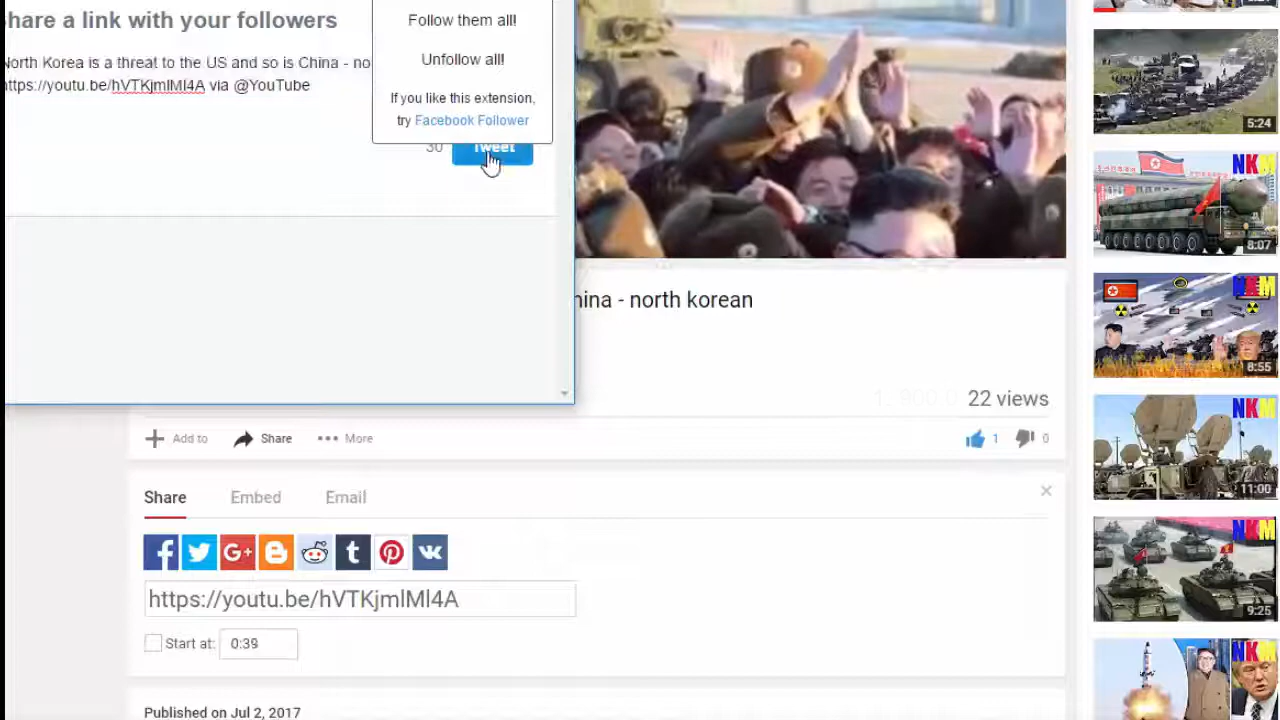 hare a link with your followers
North Korea is a threat to the US and so is China - no
https://youtu.be/hVTKjmlMl4A via @YouTube
Follow them all!
Unfollow all!
If you like this extension,
try Facebook Follower
30
Tweet
hina - north korean
22 views
Add to
Share
More
1
0
Share
Embed
Email
https://youtu.be/hVTKjmlMl4A
Start at:
0:39
Published on Jul 2, 2017
5:24
NKM
8:07
NKM
8:55
NKM
11:00
NKM
9:25
NKM